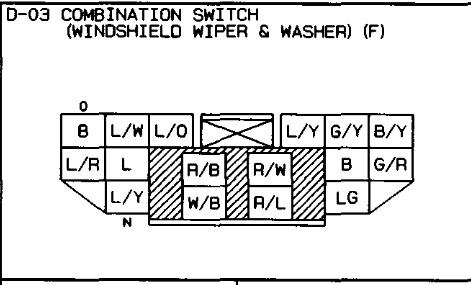 D-03 COMBINATION SWITCH
(WINDSHIELD WIPER & WASHER) (F)
O
B L/W L/O L/Y G/Y B/Y
L/R L R/B R/W B G/R
L/Y W/B R/L LG
N